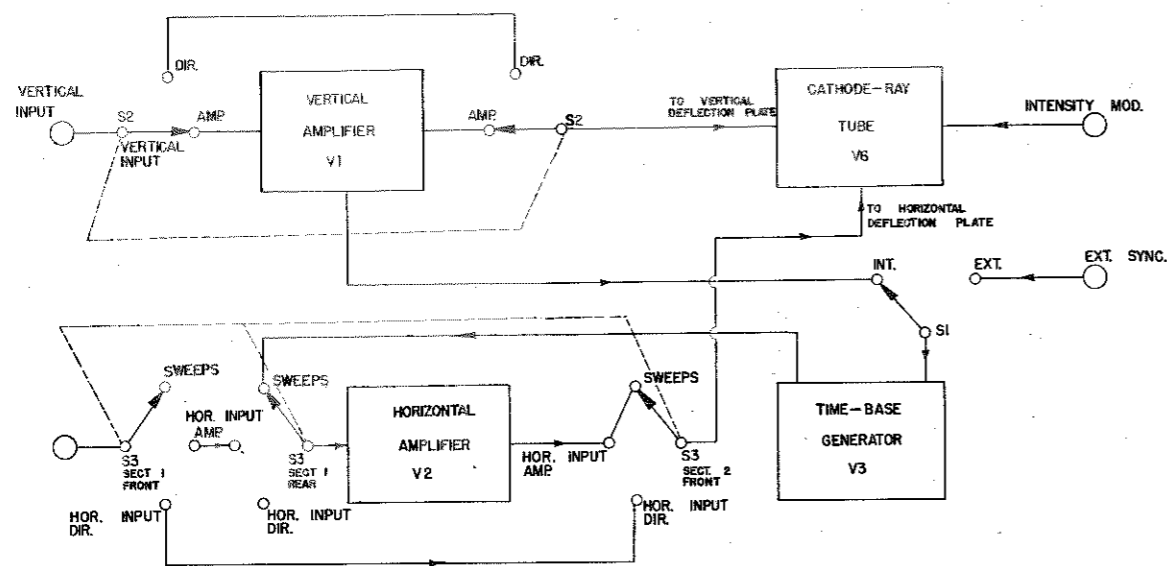 DIR.
DIR.
VERTICAL
INPUT
S2
AMP.
VERTICAL
INPUT
VERTICAL
AMPLIFIER
V1
AMP.
S2
TO VERTICAL
DEFLECTION PLATE
CATHODE-RAY
TUBE
V6
INTENSITY MOD.
TO HORIZONTAL
DEFLECTION PLATE
INT.
EXT.
EXT. SYNC.
S1
SWEEPS
SWEEPS
SWEEPS
HOR. INPUT
AMP.
S3
SECT. 1
FRONT
S3
SECT. 1
REAR
HORIZONTAL
AMPLIFIER
V2
HOR. INPUT
AMP.
S3
SECT. 2
FRONT
TIME-BASE
GENERATOR
V3
HOR. INPUT
DIR.
HOR. INPUT
DIR.
HOR. INPUT
DIR.